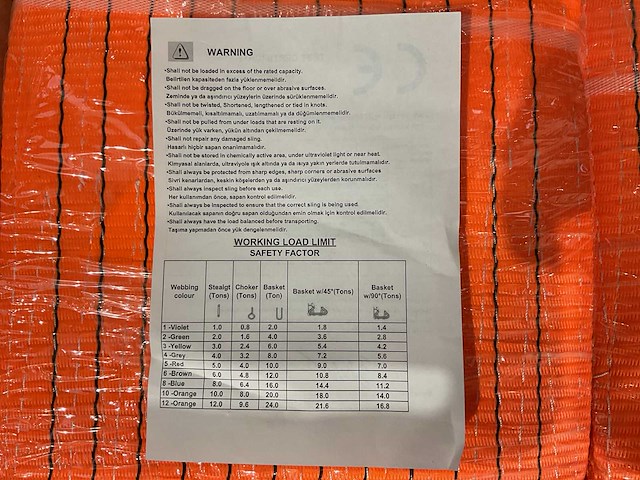 WARNING
•Shall not be loaded in excess of the rated capacity.
Belirtilen kapasiteden fazla yüklenmemelidir.
•Shall not be dragged on the floor or over abrasive surfaces.
Zeminde ya da aşındırıcı yüzeylerin üzerinde sürüklenmemelidir.
•Shall not be twisted, Shortened, lengthened or tied in knots.
Bükülmemeli, kısaltılmamalı, uzatılmamalı ya da düğümlenmemelidir.
•Shall not be pulled from under loads that are resting on it.
Üzerinde yük varken, yükün altından çekilmemelidir.
•Shall not repair any damaged sling.
Hasarlı hiçbir sapan onarılmamalıdır.
•Shall not be stored in chemically active area, under ultraviolet light or near heat.
Kimyasal alanlarda, ultraviyole ışık altında ya da ısıya yakın yerlerde tutulmamalıdır.
•Shall always be protected from sharp edges, sharp corners or abrasive surfaces
Sivri kenarlardan, keskin köşelerden ya da aşındırıcı yüzeylerden korunmalıdır.
•Shall always inspect sling before each use.
Her kullanımdan önce, sapan kontrol edilmelidir.
•Shall always be inspected to ensure that the correct sling is being used.
Kullanılacak sapanın doğru sapan olduğundan emin olmak için kontrol edilmelidir.
•Shall always have the load balanced before transporting.
Taşıma yapmadan önce yük dengelenmelidir.
WORKING LOAD LIMIT
SAFETY FACTOR
Webbing colour Stealgt (Tons) Choker (Tons) Basket (Ton) Basket w/45°(Tons) Basket w/90°(Tons)
1 -Violet 1.0 0.8 2.0 1.8 1.4
2 -Green 2.0 1.6 4.0 3.6 2.8
3 -Yellow 3.0 2.4 6.0 5.4 4.2
4 -Grey 4.0 3.2 8.0 7.2 5.6
5 -Red 5.0 4.0 10.0 9.0 7.0
6 -Brown 6.0 4.8 12.0 10.8 8.4
8 -Blue 8.0 6.4 16.0 14.4 11.2
10 -Orange 10.0 8.0 20.0 18.0 14.0
12 -Orange 12.0 9.6 24.0 21.6 16.8